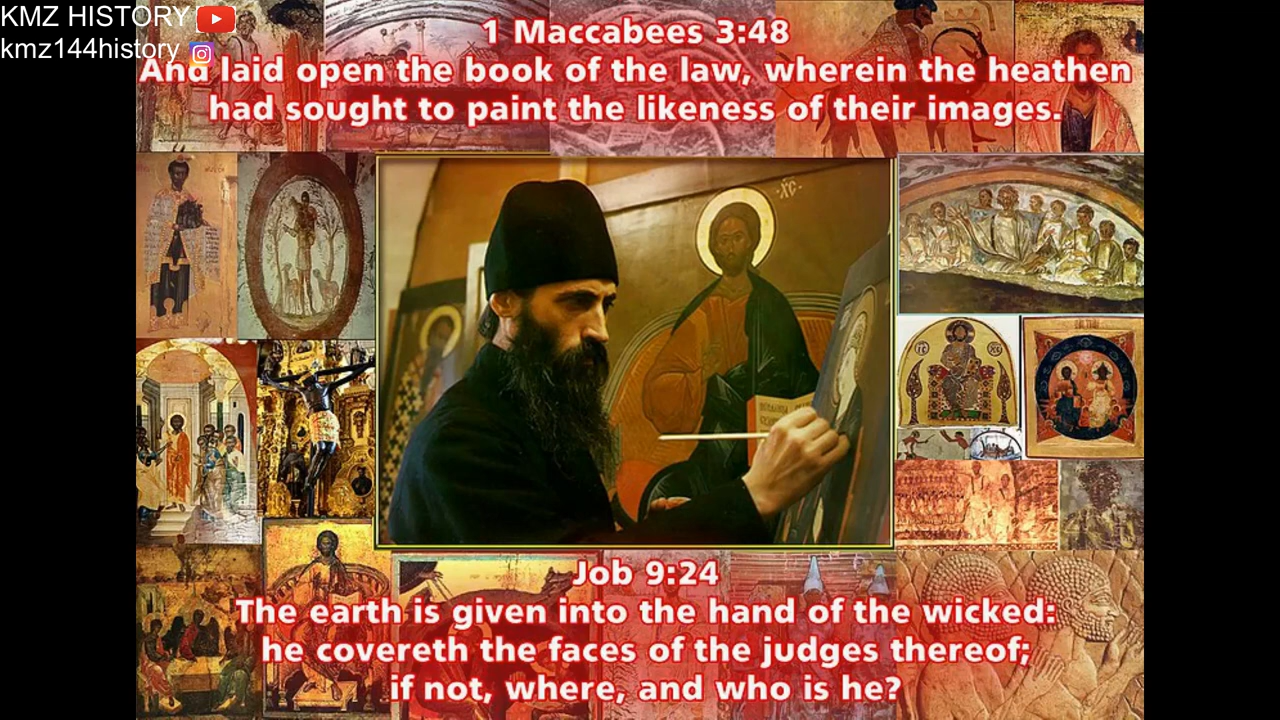 KMZ HISTORY
kmz144history
1 Maccabees 3:48
And laid open the book of the law, wherein the heathen
had sought to paint the likeness of their images.
Job 9:24
The earth is given into the hand of the wicked:
he covereth the faces of the judges thereof;
if not, where, and who is he?